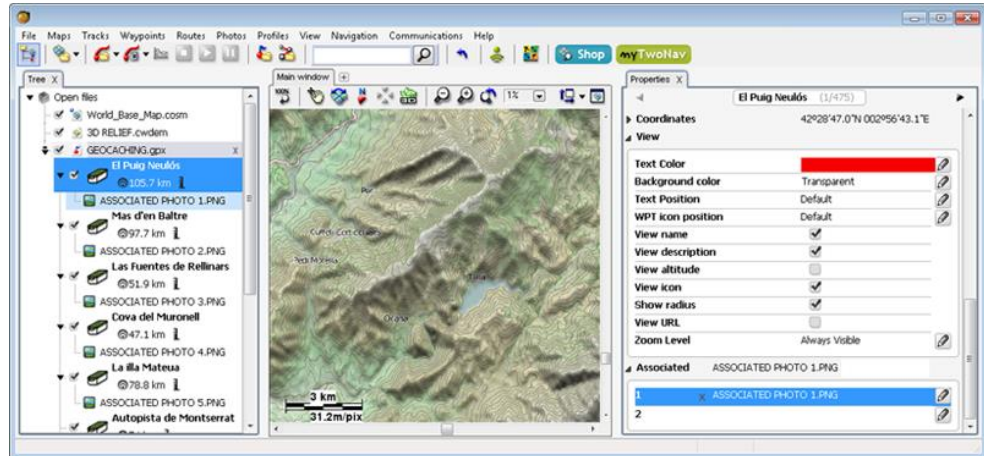 File Maps Tracks Waypoints Routes Photos Profiles View Navigation Communications Help
Shop
myTwoNav
Tree X
Open files
World_Base_Map.cosm
3D RELIEF.cwdem
GEOCACHING.gpx X
El Puig Neulós
105.7 km
ASSOCIATED PHOTO 1.PNG
Mas d'en Baltre
97.7 km
ASSOCIATED PHOTO 2.PNG
Las Fuentes de Rellinars
51.9 km
ASSOCIATED PHOTO 3.PNG
Cova del Muronell
47.1 km
ASSOCIATED PHOTO 4.PNG
La illa Mateua
78.8 km
ASSOCIATED PHOTO 5.PNG
Autopista de Montserrat
Main window
100%
1%
Por
Ocaña
3 km
31.2m/pix
Properties X
El Puig Neulós (1/475)
Coordinates 42º28'47.0"N 002º56'43.1"E
View
Text Color
Background color Transparent
Text Position Default
WPT icon position Default
View name
View description
View altitude
View icon
Show radius
View URL
Zoom Level Always Visible
Associated ASSOCIATED PHOTO 1.PNG
1 X ASSOCIATED PHOTO 1.PNG
2